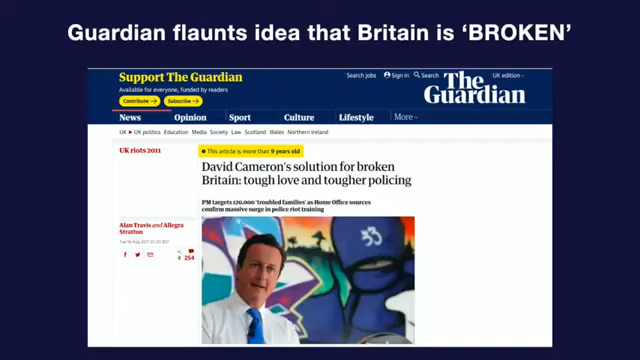 Guardian flaunts idea that Britain is ‘BROKEN’
Support The Guardian
Available for everyone, funded by readers
Contribute → Subscribe →
Search jobs Sign in Search
The Guardian
UK edition
News Opinion Sport Culture Lifestyle More
UK ▸ UK politics Education Media Society Law Scotland Wales Northern Ireland
UK riots 2011
This article is more than 9 years old
David Cameron's solution for broken
Britain: tough love and tougher policing
PM targets 120,000 'troubled families' as Home Office sources
confirm massive surge in police riot training
Alan Travis and Allegra
Stratton
4 254